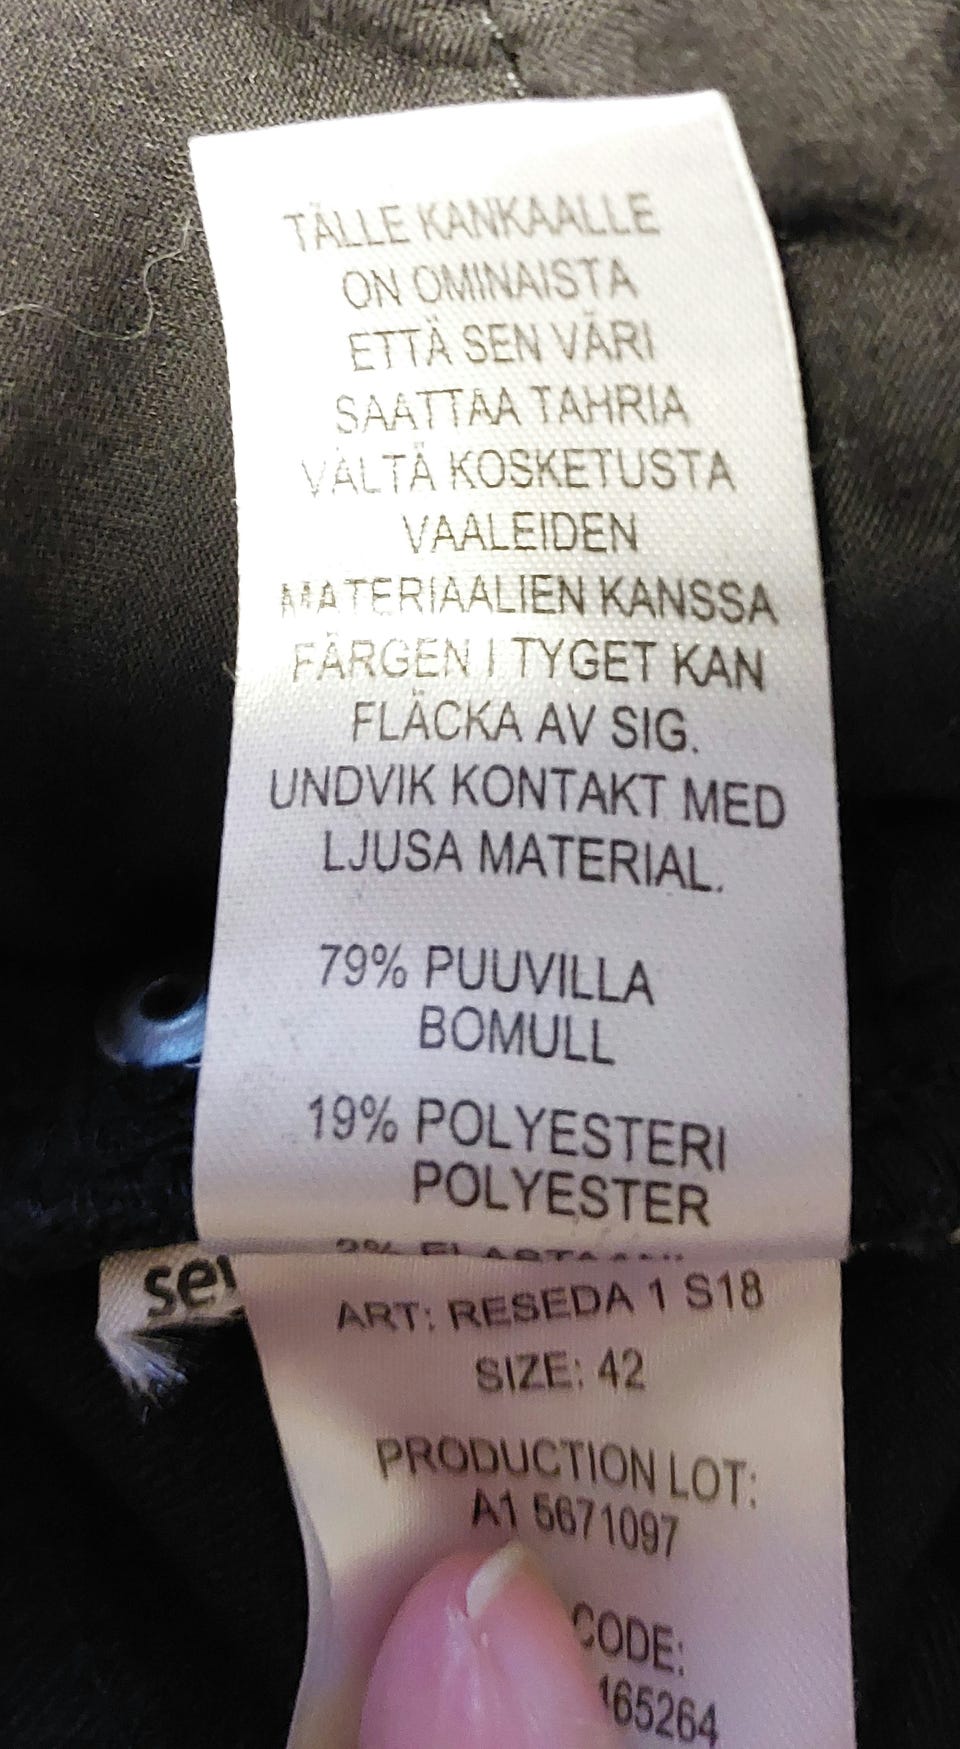 TÄLLE KANKAALLE
ON OMINAISTA
ETTÄ SEN VÄRI
SAATTAA TAHRIA
VÄLTÄ KOSKETUSTA
VAALEIDEN
MATERIAALIEN KANSSA
FÄRGEN I TYGET KAN
FLÄCKA AV SIG.
UNDVIK KONTAKT MED
LJUSA MATERIAL.
79% PUUVILLA
BOMULL
19% POLYESTERI
POLYESTER
ART: RESEDA 1 S18
SIZE: 42
PRODUCTION LOT:
A1 5671097
CODE:
165264